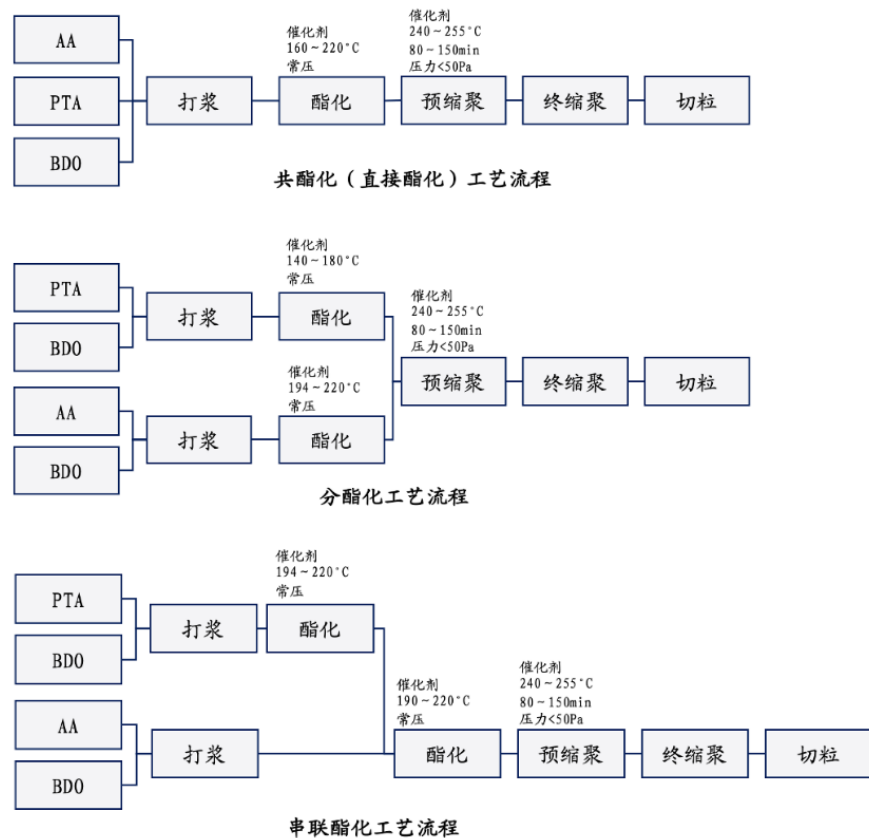 催化剂
240~255°C
80~150min
压力<50Pa
催化剂
160~220°C
常压
AA
PTA
BDO
打浆
酯化
预缩聚
终缩聚
切粒
共酯化（直接酯化）工艺流程
催化剂
140~180°C
常压
PTA
BDO
打浆
酯化
催化剂
240~255°C
80~150min
压力<50Pa
催化剂
194~220°C
常压
AA
BDO
打浆
酯化
预缩聚
终缩聚
切粒
分酯化工艺流程
催化剂
194~220°C
常压
PTA
BDO
打浆
酯化
催化剂
190~220°C
常压
催化剂
240~255°C
80~150min
压力<50Pa
AA
BDO
打浆
酯化
预缩聚
终缩聚
切粒
串联酯化工艺流程